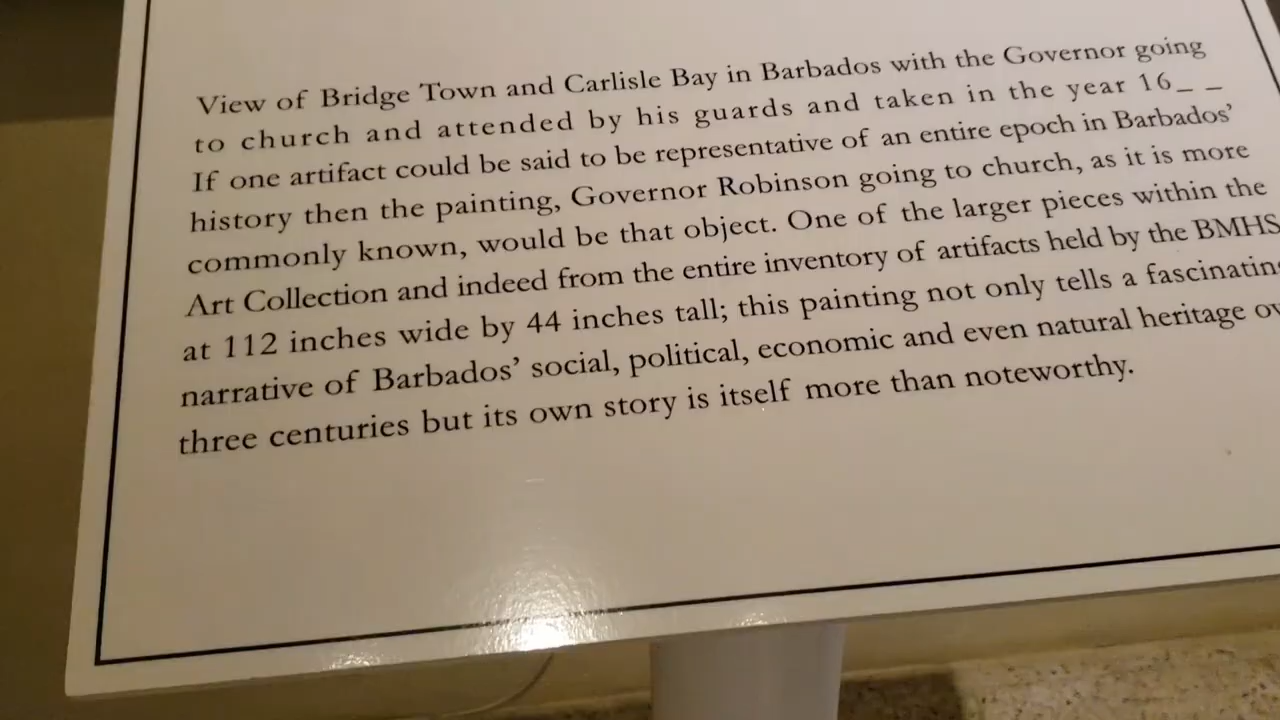 View of Bridge Town and Carlisle Bay in Barbados with the Governor going
to church and attended by his guards and taken in the year 16_ _
If one artifact could be said to be representative of an entire epoch in Barbados’
history then the painting, Governor Robinson going to church, as it is more
commonly known, would be that object. One of the larger pieces within the
Art Collection and indeed from the entire inventory of artifacts held by the BMHS
at 112 inches wide by 44 inches tall; this painting not only tells a
narrative of Barbados’ social, political, economic and even natural heritage
three centuries but its own story is itself more than noteworthy.